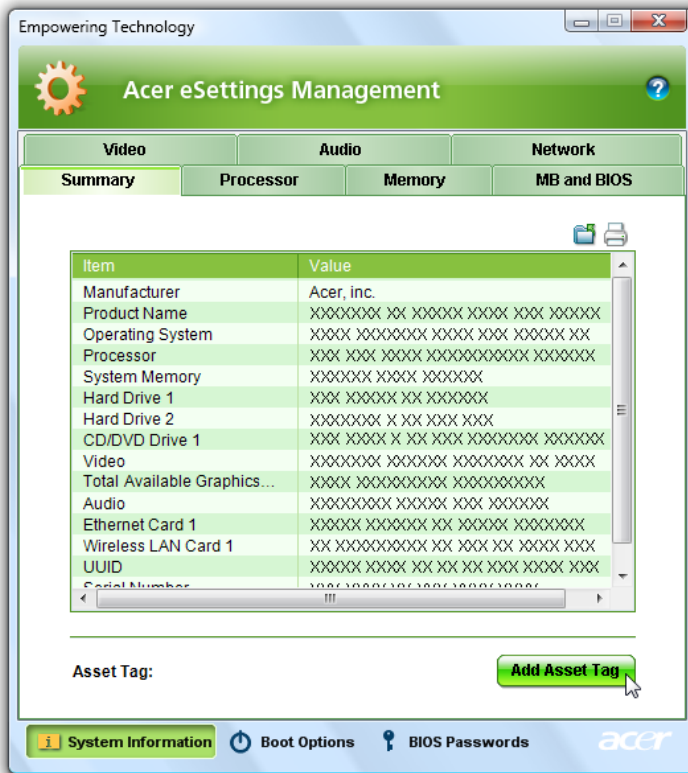 Empowering Technology
Acer eSettings Management
Video Audio Network
Summary Processor Memory MB and BIOS
Item Value
Manufacturer Acer, inc.
Product Name XXXXXXX XX XXXXX XXXX XXX XXXXX
Operating System XXXX XXXXXXX XXXX XXX XXXXX XX
Processor XXX XXX XXXX XXXXXXXXXX XXXXXX
System Memory XXXXXX XXXX XXXXXX
Hard Drive 1 XXX XXXXX XX XXXXXX
Hard Drive 2 XXXXXXX X XX XXX XXX
CD/DVD Drive 1 XXX XXXX X XX XXX XXXXXXX XXXXXX
Video XXXXXXX XXXXXX XXXXXXX XX XXXX
Total Available Graphics... XXXX XXXXXXXXX XXXXXXXXX
Audio XXXX XXXXXXX XXX XXXXXX
Ethernet Card 1 XXXXX XXXXXX XX XXXXX XXXXXXX
Wireless LAN Card 1 XX XXXXXXXXX XX XXX XX XXXX XXX
UUID XXXXX XXXX XX XX XX XXX XXXX XXX
Serial Number
Asset Tag: Add Asset Tag
System Information Boot Options BIOS Passwords acer